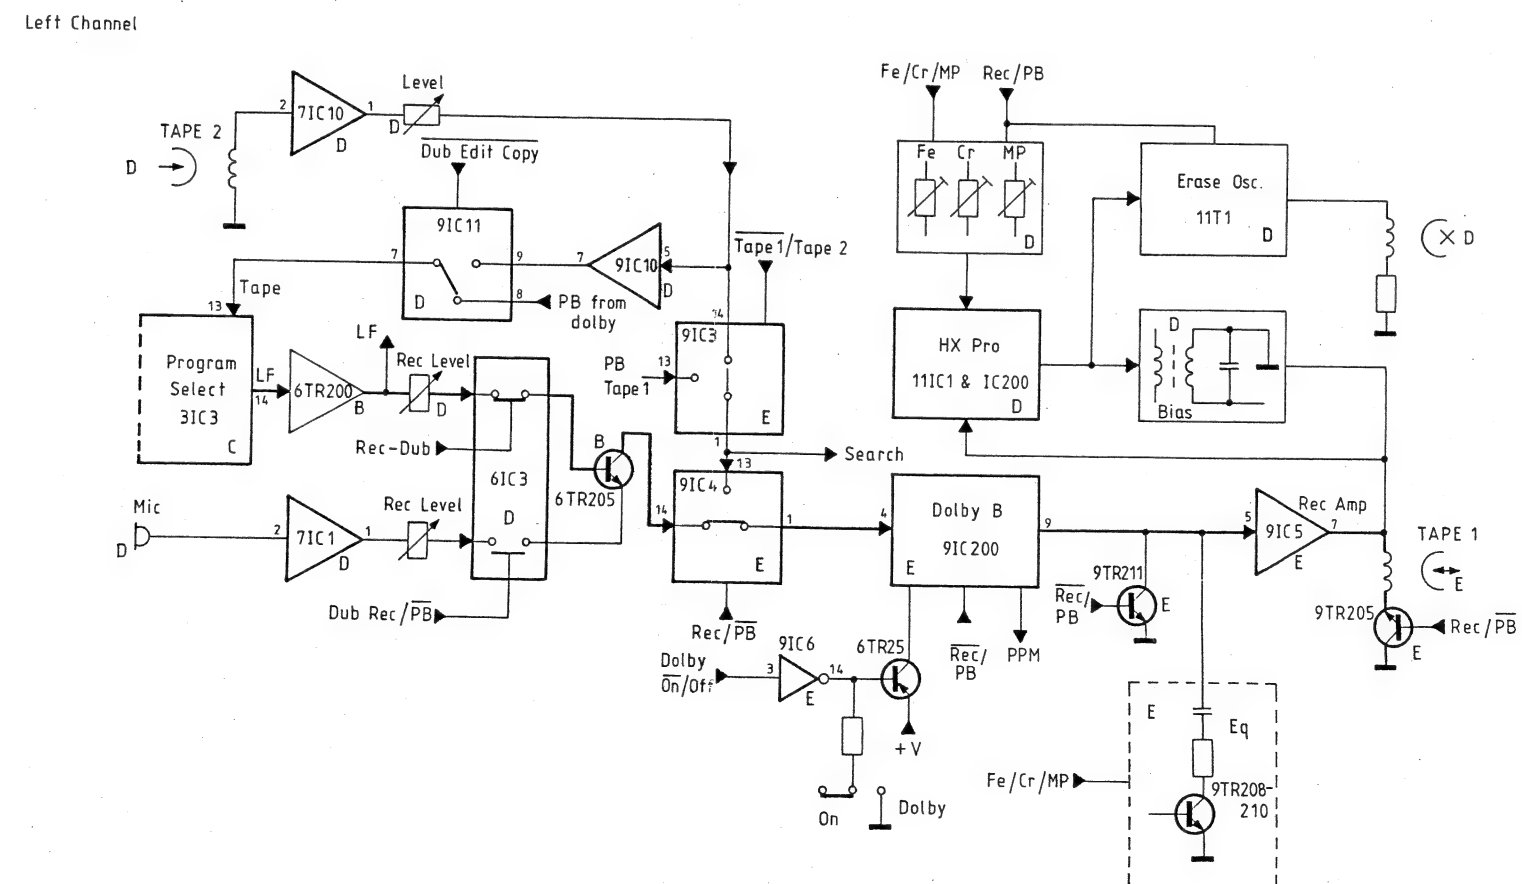 Left Channel
Fe/Cr/MP
Rec/PB
Level
2
7IC10
1
D
D
TAPE 2
D
Dub Edit Copy
Fe
Cr
MP
D
Erase Osc.
11T1
D
D
9IC11
7
9
D
8
7
9IC10
5
D
Tape 1/Tape 2
PB from
dolby
Tape
13
Program
Select
3IC3
C
LF
14
6TR200
B
LF
Rec Level
D
14
9IC3
PB
Tape 1
13
E
1
HX Pro
11IC1 & IC200
D
D
Bias
Rec-Dub
B
6TR205
6IC3
D
Search
13
9IC4
14
1
E
Rec/PB
Mic
D
2
7IC1
1
D
Rec Level
Dub Rec/PB
4
Dolby B
9IC200
E
9
Rec/
PB
PPM
5
9IC5
7
E
Rec Amp
TAPE 1
E
9TR211
Rec/
PB
E
9TR205
Rec/PB
E
Dolby
On/Off
3
9IC6
14
E
6TR25
+V
On
Dolby
E
Eq
Fe/Cr/MP
9TR208-
210